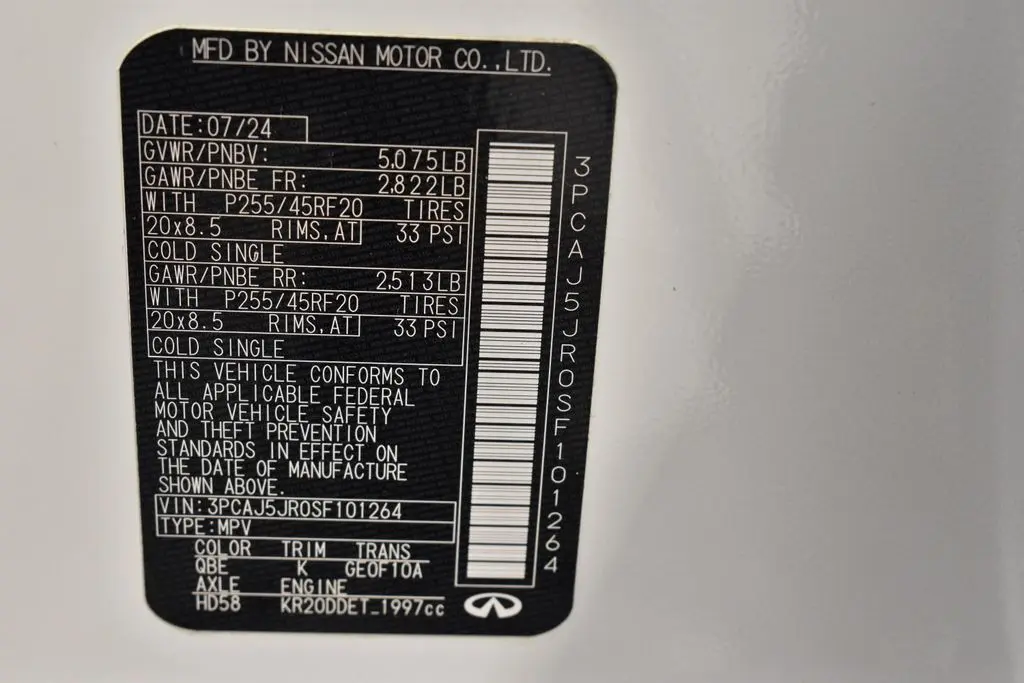 MFD BY NISSAN MOTOR CO.,LTD.
DATE:07/24
GVWR/PNBV: 5,075LB
GAWR/PNBE FR: 2,822LB
WITH P255/45RF20 TIRES
20x8.5 RIMS,AT 33 PSI
COLD SINGLE
GAWR/PNBE RR: 2,513LB
WITH P255/45RF20 TIRES
20x8.5 RIMS,AT 33 PSI
COLD SINGLE
THIS VEHICLE CONFORMS TO
ALL APPLICABLE FEDERAL
MOTOR VEHICLE SAFETY
AND THEFT PREVENTION
STANDARDS IN EFFECT ON
THE DATE OF MANUFACTURE
SHOWN ABOVE.
VIN:3PCAJ5JR0SF101264
TYPE:MPV
COLOR TRIM TRANS
QBE K GE0F10A
AXLE ENGINE
HD58 KR20DDET_1997cc
3PCAJ5JR0SF101264